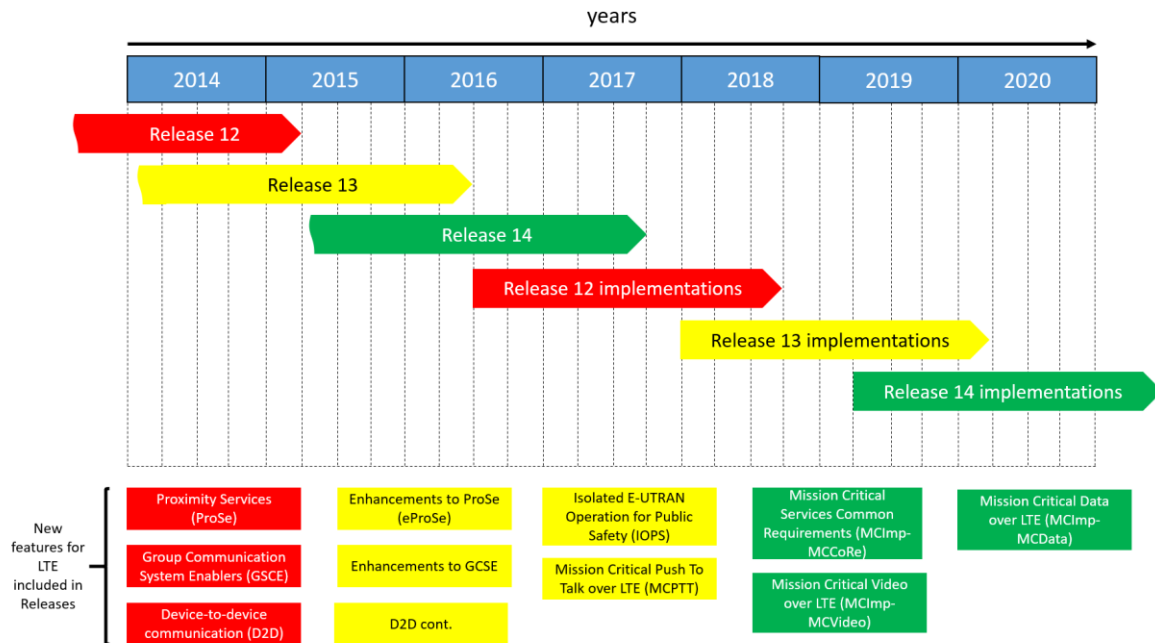 years
2014 2015 2016 2017 2018 2019 2020
Release 12
Release 13
Release 14
Release 12 implementations
Release 13 implementations
Release 14 implementations
New
features for
LTE
included in
Releases
Proximity Services
(ProSe)
Group Communication
System Enablers (GSCE)
Device-to-device
communication (D2D)
Enhancements to ProSe
(eProSe)
Enhancements to GCSE
D2D cont.
Isolated E-UTRAN
Operation for Public
Safety (IOPS)
Mission Critical Push To
Talk over LTE (MCPTT)
Mission Critical
Services Common
Requirements (MCImp-
MCCoRe)
Mission Critical Video
over LTE (MCImp-
MCVideo)
Mission Critical Data
over LTE (MCImp-
MCData)